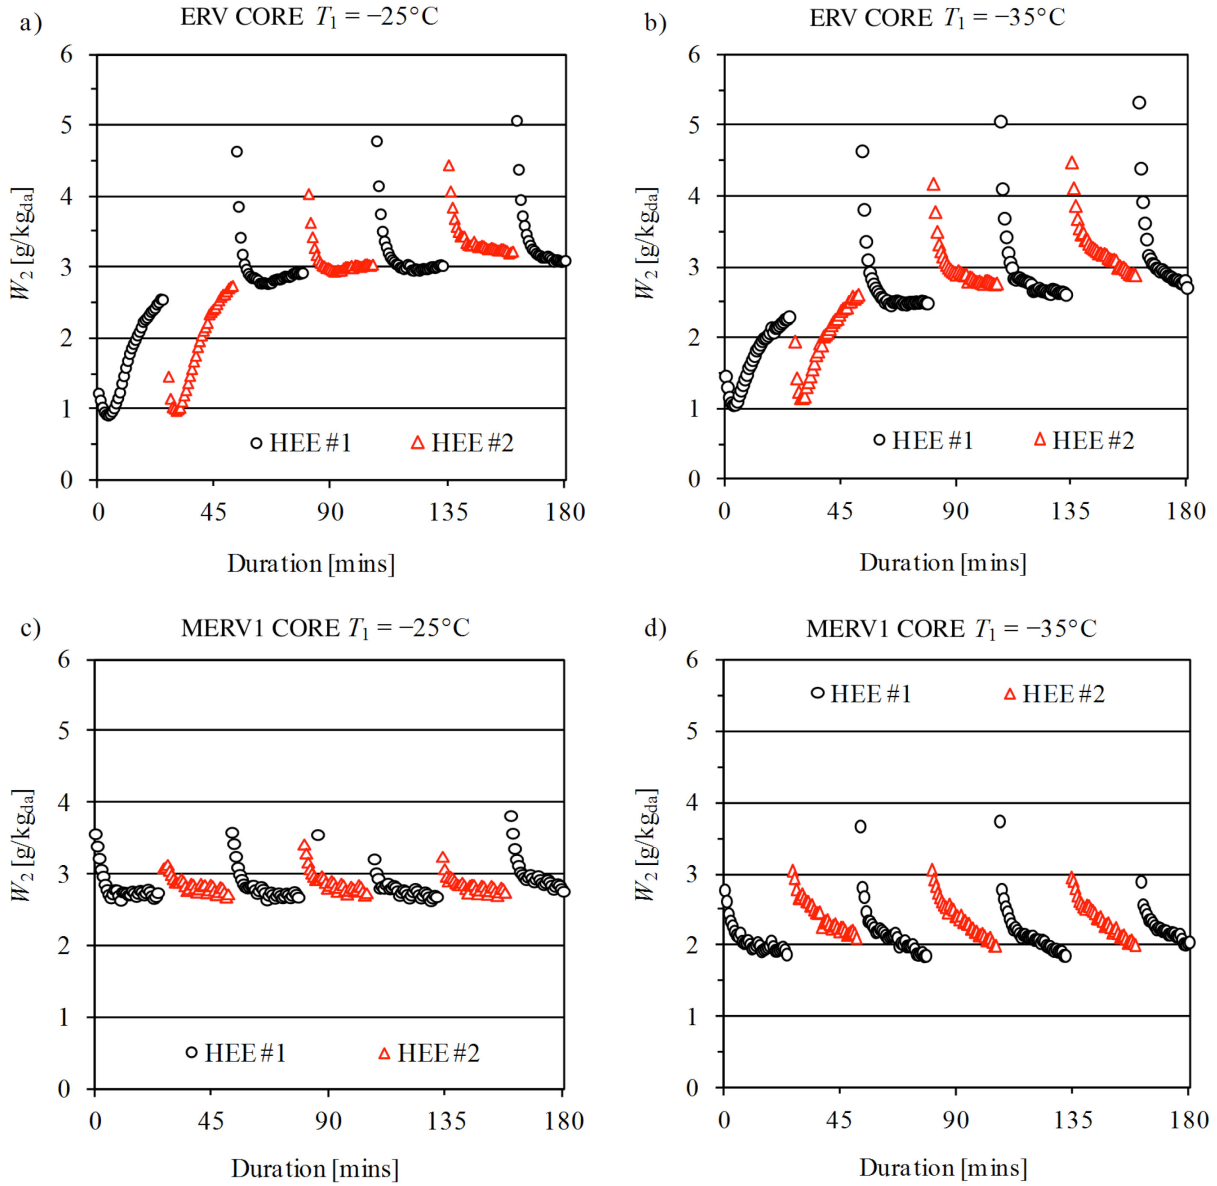 a)
ERV CORE T1 = −25°C
6
5
4
3
2
1
0
W2 [g/kgda]
HEE #1
HEE #2
0 45 90 135 180
Duration [mins]
b)
ERV CORE T1 = −35°C
6
5
4
3
2
1
0
W2 [g/kgda]
HEE #1
HEE #2
0 45 90 135 180
Duration [mins]
c)
MERV1 CORE T1 = −25°C
6
5
4
3
2
1
0
W2 [g/kgda]
HEE #1
HEE #2
0 45 90 135 180
Duration [mins]
d)
MERV1 CORE T1 = −35°C
6
5
4
3
2
1
0
W2 [g/kgda]
HEE #1
HEE #2
0 45 90 135 180
Duration [mins]